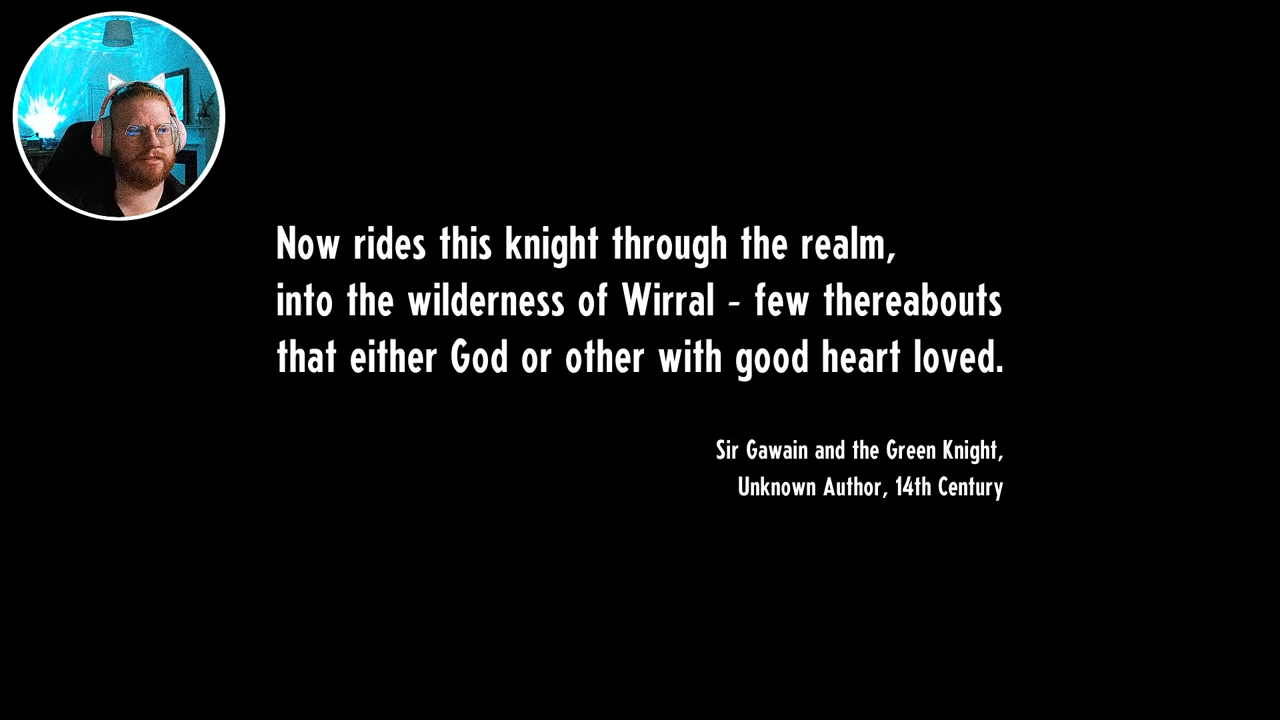 Now rides this knight through the realm,
into the wilderness of Wirral - few thereabouts
that either God or other with good heart loved.
Sir Gawain and the Green Knight,
Unknown Author, 14th Century